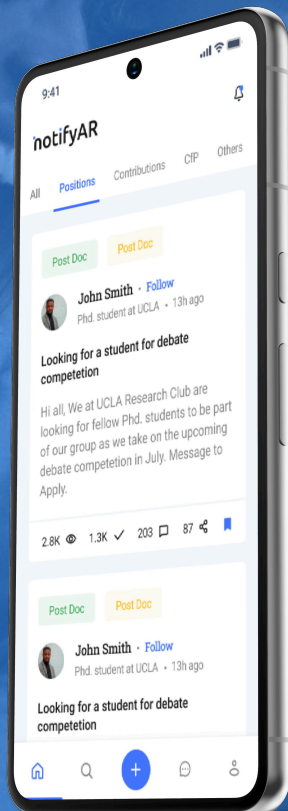 9:41
notifyAR
All Positions Contributions CfP Others
Post Doc Post Doc
John Smith • Follow
Phd. student at UCLA • 13h ago
Looking for a student for debate
competetion
Hi all, We at UCLA Research Club are
looking for fellow Phd. students to be part
of our group as we take on the upcoming
debate competetion in July. Message to
Apply.
2.8K 1.3K 203 87
Post Doc Post Doc
John Smith • Follow
Phd. student at UCLA • 13h ago
Looking for a student for debate
competetion